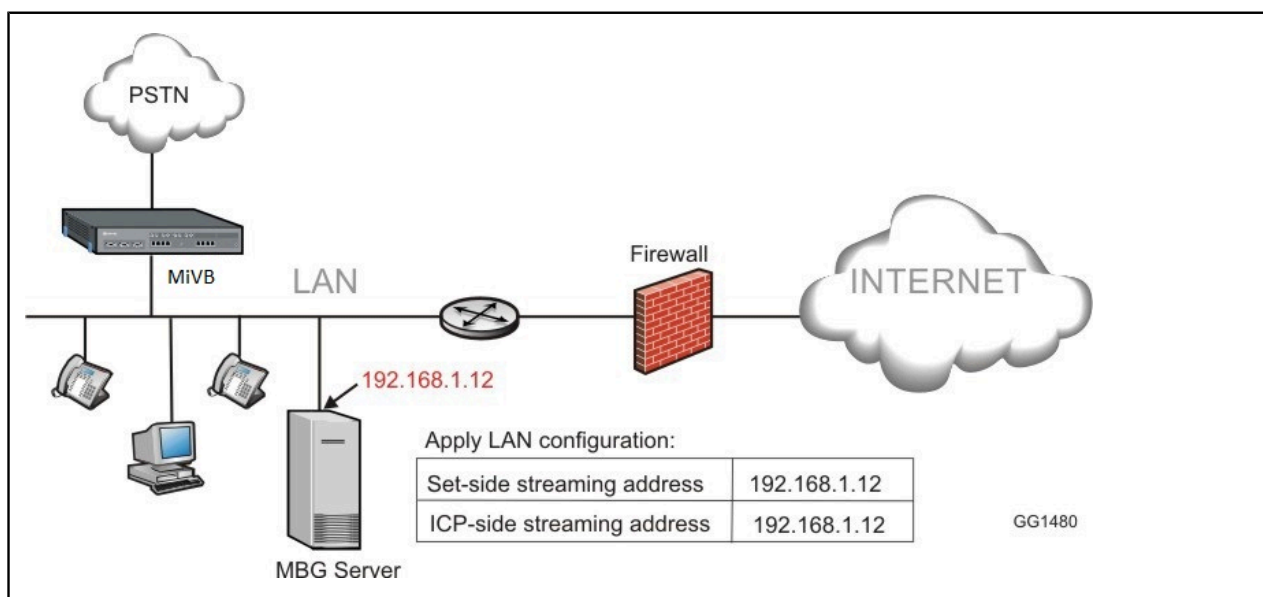 PSTN
MiVB
LAN
Firewall
INTERNET
192.168.1.12
Apply LAN configuration:
Set-side streaming address 192.168.1.12
ICP-side streaming address 192.168.1.12
GG1480
MBG Server